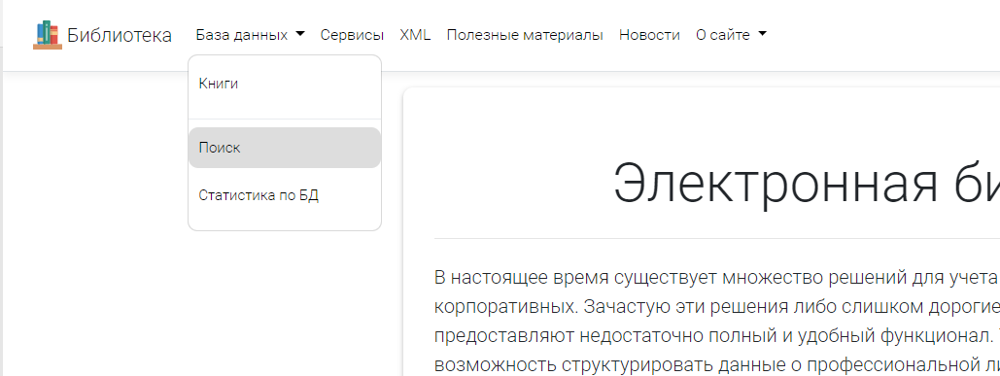 Библиотека База данных Сервисы XML Полезные материалы Новости О сайте
Книги
Поиск
Статистика по БД
Электронная
В настоящее время существует множество решений для учета
корпоративных. Зачастую эти решения либо слишком дорогие
предоставляют недостаточно полный и удобный функционал.
возможность структурировать данные о профессиональной